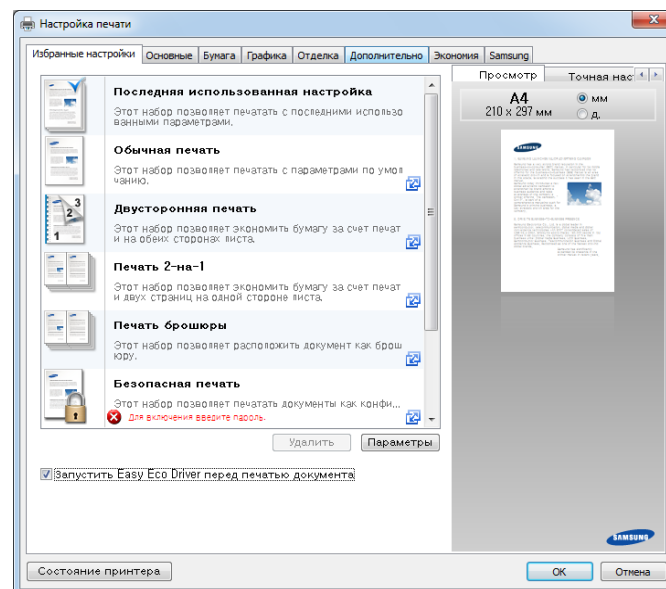 Настройка печати
Избранные настройки Основные Бумага Графика Отделка Дополнительно Экономия Samsung
Последняя использованная настройка
Этот набор позволяет печатать с последними использо
ванными параметрами.
Обычная печать
Этот набор позволяет печатать с параметрами по умол
чанию.
Двусторонняя печать
Этот набор позволяет экономить бумагу за счет печат
и на обеих сторонах листа.
Печать 2-на-1
Этот набор позволяет экономить бумагу за счет печат
и двух страниц на одной стороне листа.
Печать брошюры
Этот набор позволяет расположить документ как брош
юру.
Безопасная печать
Этот набор позволяет печатать документы как конфи...
Для включения введите пароль.
Удалить Параметры
Запустить Easy Eco Driver перед печатью документа
Просмотр Точная нас
A4
210 x 297 мм
мм
д.
SAMSUNG
SAMSUNG
Состояние принтера
OK Отмена